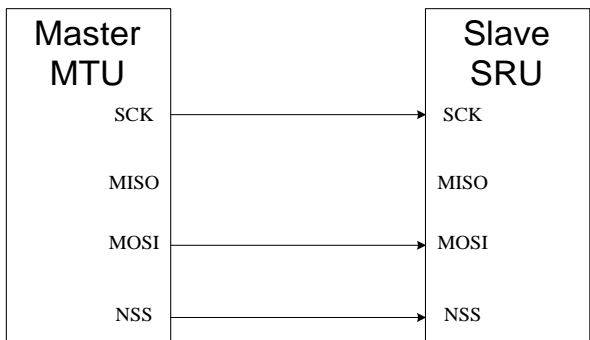 Master
MTU
SCK
MISO
MOSI
NSS
Slave
SRU
SCK
MISO
MOSI
NSS